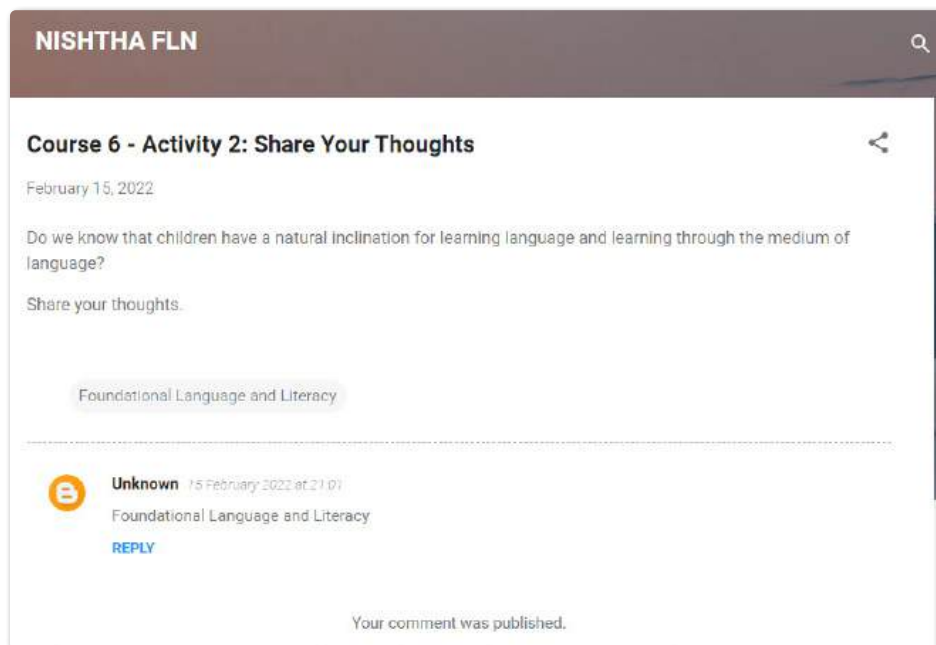 NISHTHA FLN
Course 6 - Activity 2: Share Your Thoughts
February 15, 2022
Do we know that children have a natural inclination for learning language and learning through the medium of
language?
Share your thoughts.
Foundational Language and Literacy
Unknown 15 February 2022 at 21:01
Foundational Language and Literacy
REPLY
Your comment was published.